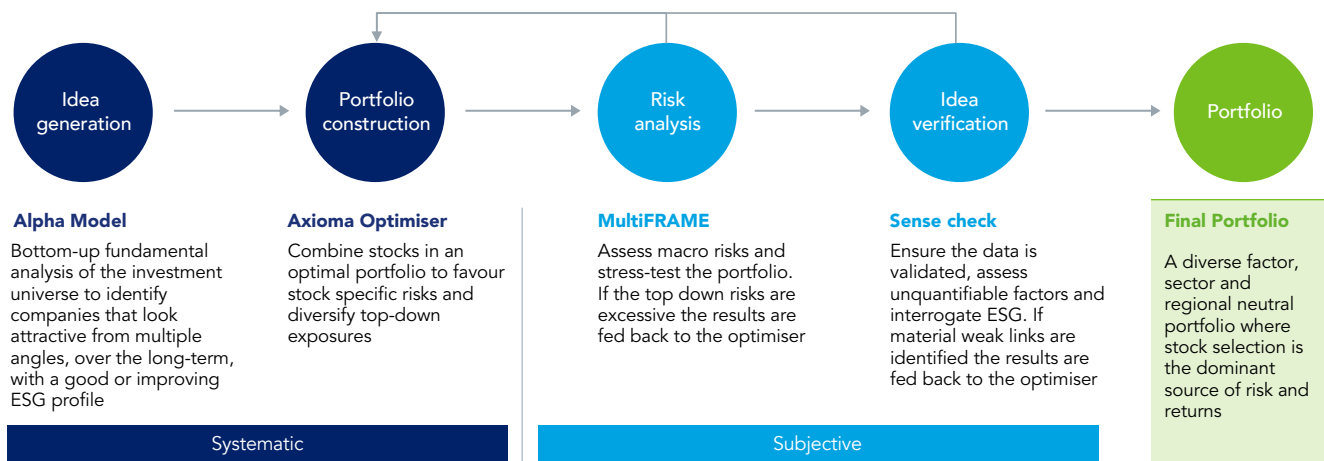 Idea
generation
Portfolio
construction
Risk
analysis
Idea
verification
Portfolio
Alpha Model
Bottom-up fundamental
analysis of the investment
universe to identify
companies that look
attractive from multiple
angles, over the long-term,
with a good or improving
ESG profile
Axioma Optimiser
Combine stocks in an
optimal portfolio to favour
stock specific risks and
diversify top-down
exposures
MultiFRAME
Assess macro risks and
stress-test the portfolio.
If the top down risks are
excessive the results are
fed back to the optimiser
Sense check
Ensure the data is
validated, assess
unquantifiable factors and
interrogate ESG. If
material weak links are
identified the results are
fed back to the optimiser
Final Portfolio
A diverse factor,
sector and
regional neutral
portfolio where
stock selection is
the dominant
source of risk and
returns
Systematic
Subjective